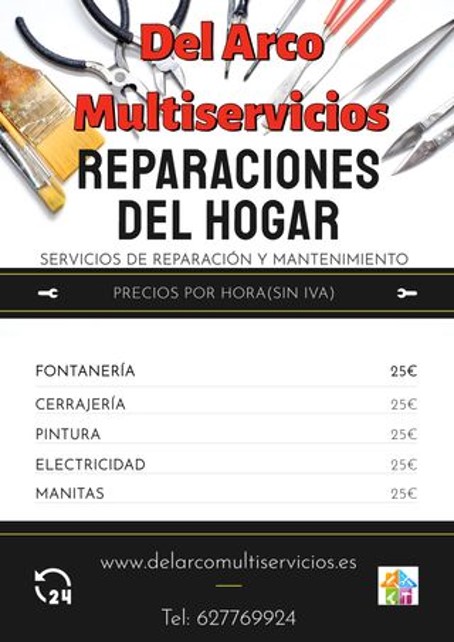 Del Arco
Multiservicios
REPARACIONES
DEL HOGAR
SERVICIOS DE REPARACIÓN Y MANTENIMIENTO
PRECIOS POR HORA(SIN IVA)
FONTANERÍA 25€
CERRAJERÍA 25€
PINTURA 25€
ELECTRICIDAD 25€
MANITAS 25€
www.delarcomultiservicios.es
24
Tel: 627769924